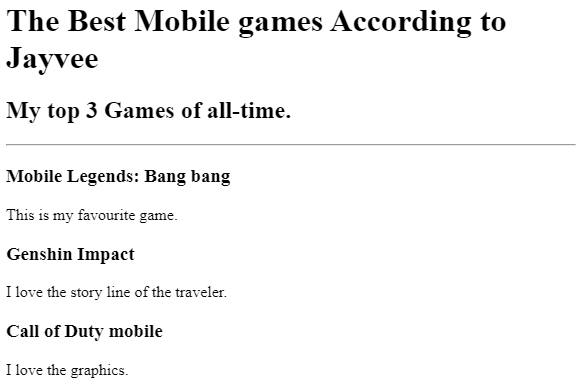 The Best Mobile games According to
Jayvee
My top 3 Games of all-time.
Mobile Legends: Bang bang
This is my favourite game.
Genshin Impact
I love the story line of the traveler.
Call of Duty mobile
I love the graphics.